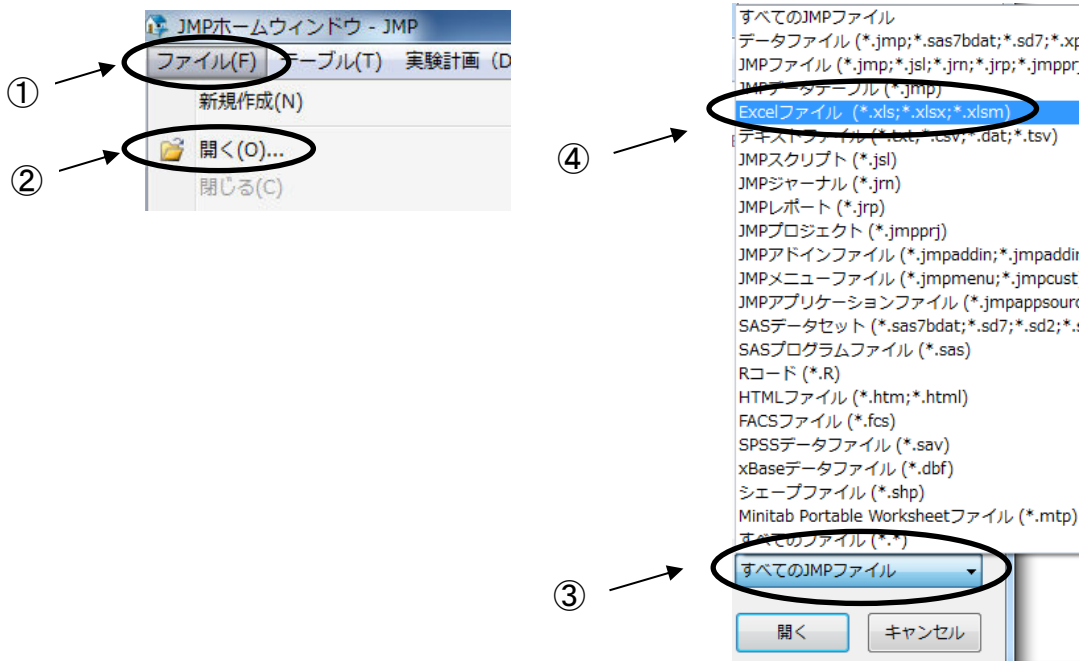 JMPホームウィンドウ - JMP
ファイル(F) テーブル(T) 実験計画 (D
①
新規作成(N)
② 開く(O)...
閉じる(C)
すべてのJMPファイル
データファイル (*.jmp;*.sas7bdat;*.sd7;*.xp
JMPファイル (*.jmp;*.jsl;*.jrn;*.jrp;*.jmpprj
JMPデータテーブル (*.jmp)
Excelファイル (*.xls;*.xlsx;*.xlsm)
④
テキストファイル (*.txt;*.csv;*.dat;*.tsv)
JMPスクリプト (*.jsl)
JMPジャーナル (*.jrn)
JMPレポート (*.jrp)
JMPプロジェクト (*.jmpprj)
JMPアドインファイル (*.jmpaddin;*.jmpaddin
JMPメニューファイル (*.jmpmenu;*.jmpcust
JMPアプリケーションファイル (*.jmpappsourc
SASデータセット (*.sas7bdat;*.sd7;*.sd2;*.s
SASプログラムファイル (*.sas)
Rコード (*.R)
HTMLファイル (*.htm;*.html)
FACSファイル (*.fcs)
SPSSデータファイル (*.sav)
xBaseデータファイル (*.dbf)
シェープファイル (*.shp)
Minitab Portable Worksheetファイル (*.mtp)
すべてのファイル (*.*)
すべてのJMPファイル
③
開く キャンセル